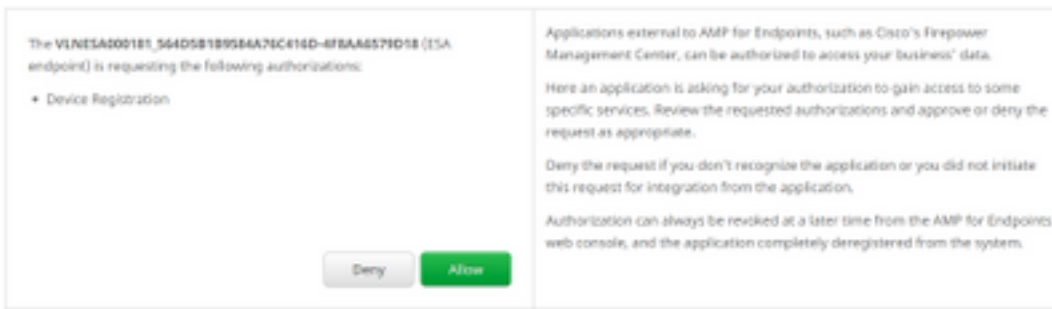 The VLNESA000181_564D5B1B9584A76C416D-4F8AA6579D18 (ESA
endpoint) is requesting the following authorizations:
• Device Registration
Deny
Allow
Applications external to AMP for Endpoints, such as Cisco's Firepower
Management Center, can be authorized to access your business' data.
Here an application is asking for your authorization to gain access to some
specific services. Review the requested authorizations and approve or deny the
request as appropriate.
Deny the request if you don't recognize the application or you did not initiate
this request for integration from the application.
Authorization can always be revoked at a later time from the AMP for Endpoints
web console, and the application completely deregistered from the system.